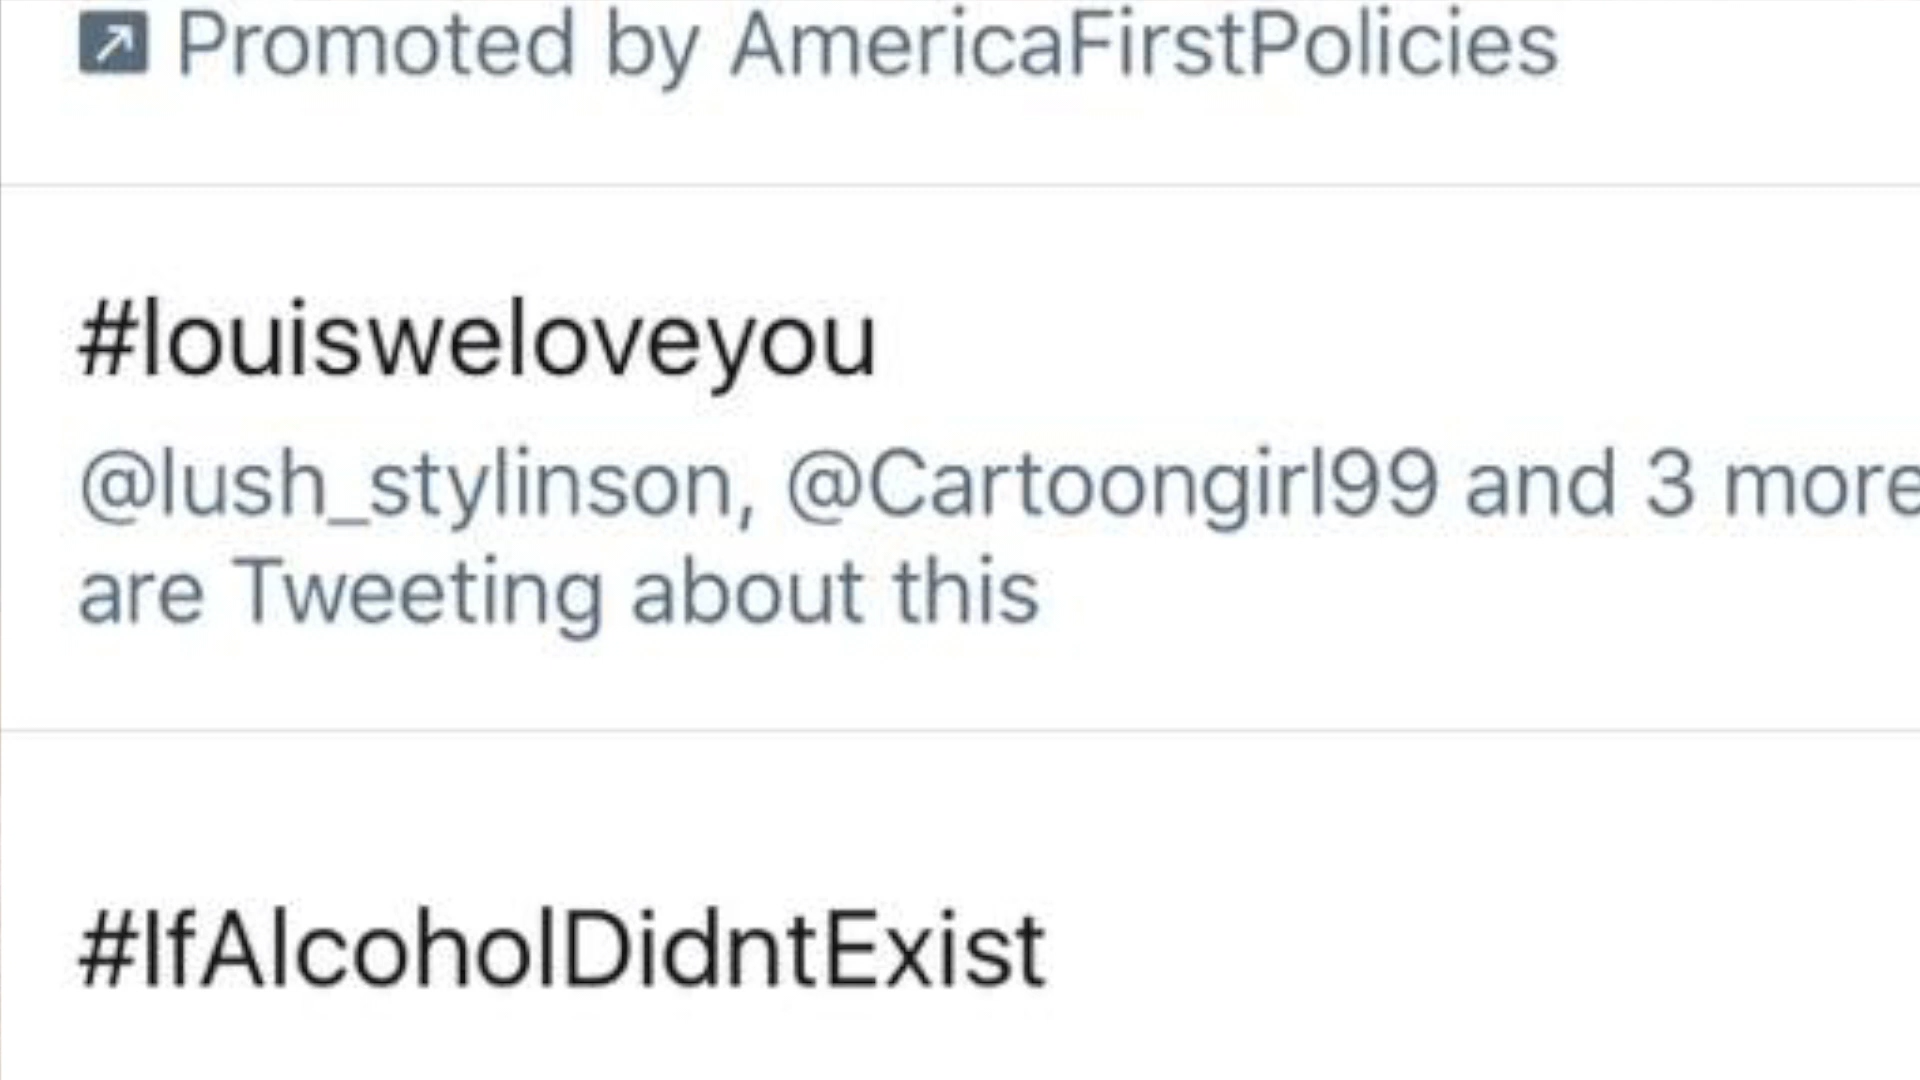 Promoted by AmericaFirstPolicies
#louisweloveyou
@lush_stylinson, @Cartoongirl99 and 3 more
are Tweeting about this
#IfAlcoholDidntExist